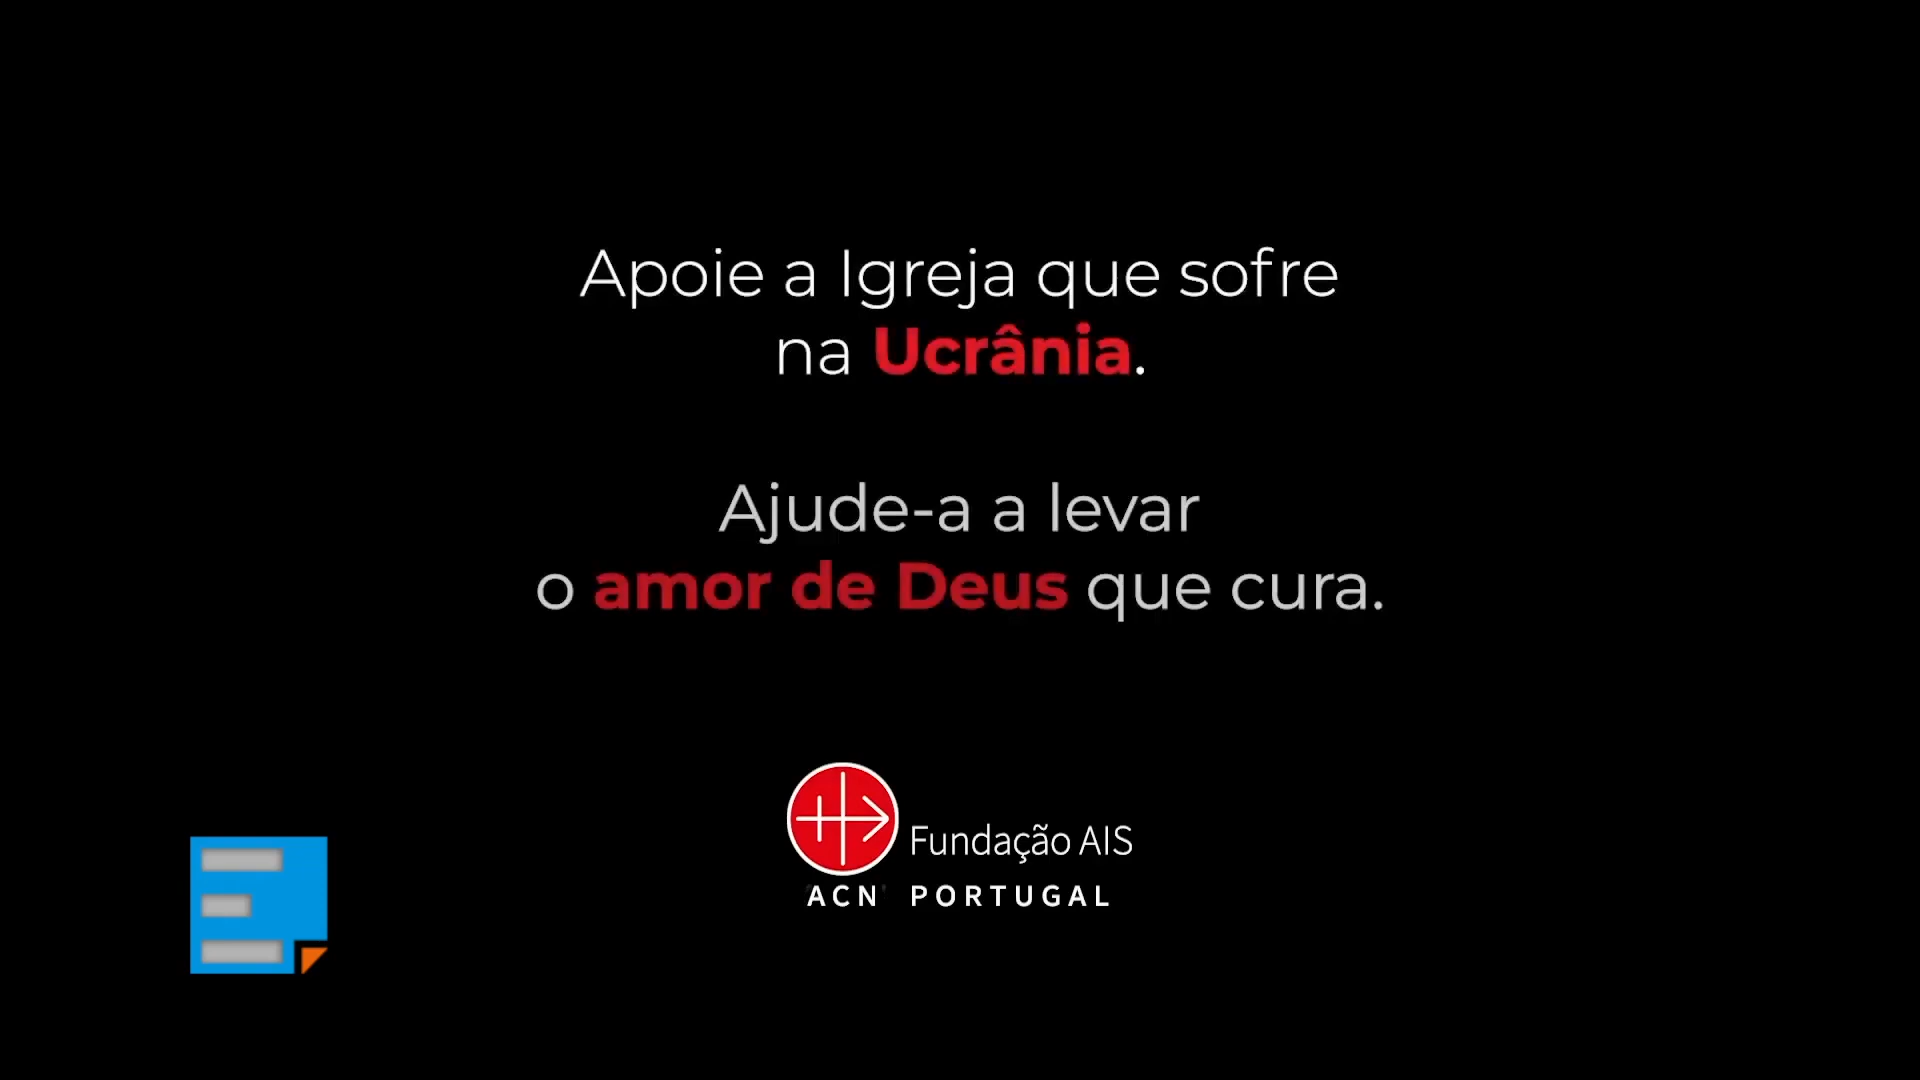 Apoie a Igreja que sofre
na Ucrânia.
Ajude-a a levar
o amor de Deus que cura.
Fundação AIS
ACN PORTUGAL